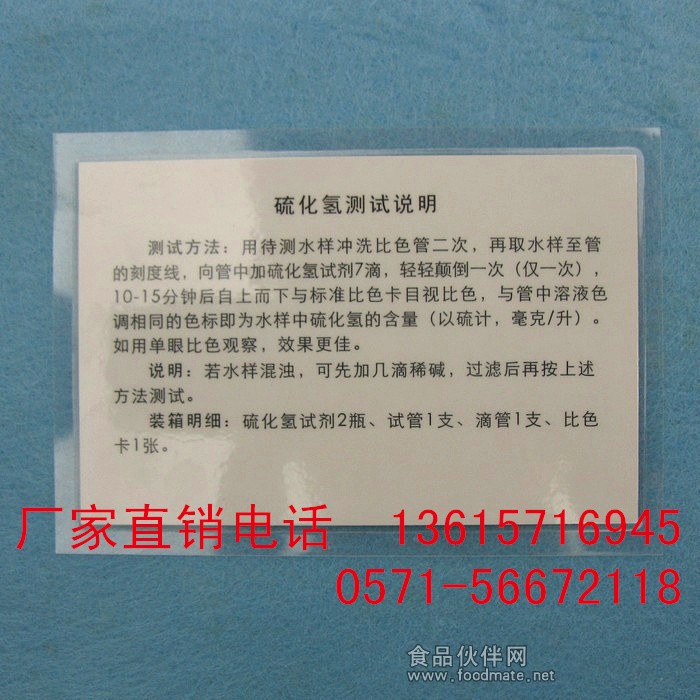 硫化氢测试说明
测试方法：用待测水样冲洗比色管二次，再取水样至管
的刻度线，向管中加硫化氢试剂7滴，轻轻颠倒一次（仅一次），
10-15分钟后自上而下与标准比色卡目视比色，与管中溶液色
调相同的色标即为水样中硫化氢的含量（以硫计，毫克/升）。
如用单眼比色观察，效果更佳。
说明：若水样混浊，可先加几滴稀碱，过滤后再按上述
方法测试。
装箱明细：硫化氢试剂2瓶、试管1支、滴管1支、比色
卡1张。
厂家直销电话 13615716945
0571-56672118
食品伙伴网
www.foodmate.net